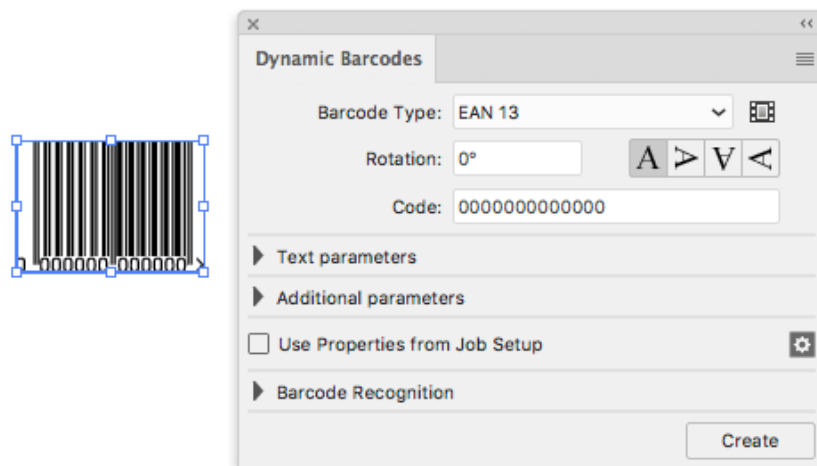 Dynamic Barcodes
Barcode Type: EAN 13
Rotation: 0° A A A A
Code: 0000000000000
0 000000 000000 >
Text parameters
Additional parameters
Use Properties from Job Setup
Barcode Recognition
Create